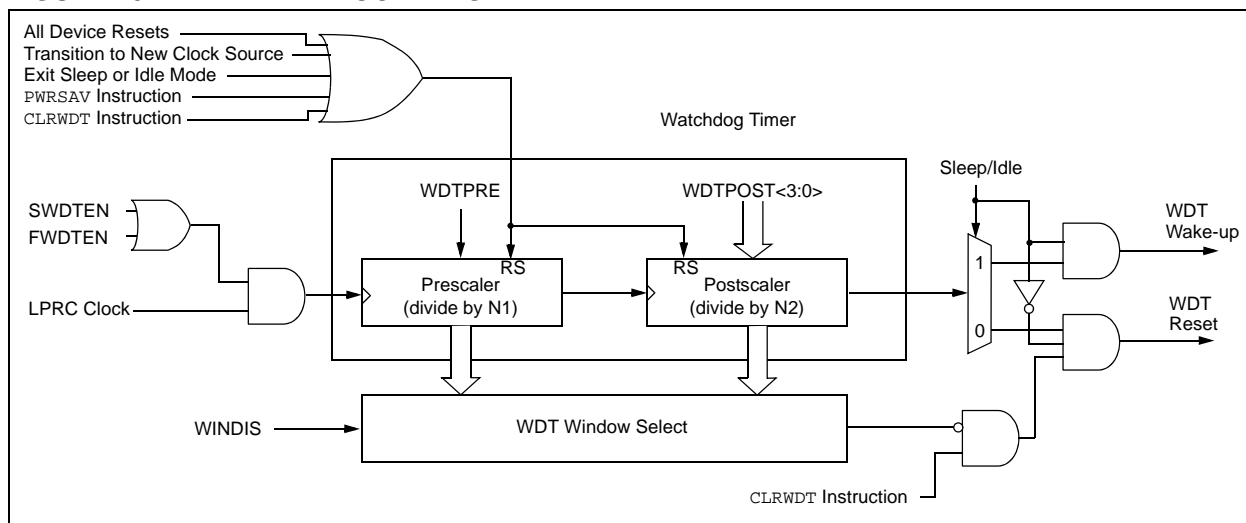 All Device Resets
Transition to New Clock Source
Exit Sleep or Idle Mode
PWRSAV Instruction
CLRWDT Instruction
Watchdog Timer
Sleep/Idle
WDTPRE
WDTPOST<3:0>
SWDTEN
FWDTEN
WDT
Wake-up
RS
RS
1
Prescaler
(divide by N1)
Postscaler
(divide by N2)
LPRC Clock
0
WDT
Reset
WINDIS
WDT Window Select
CLRWDT Instruction